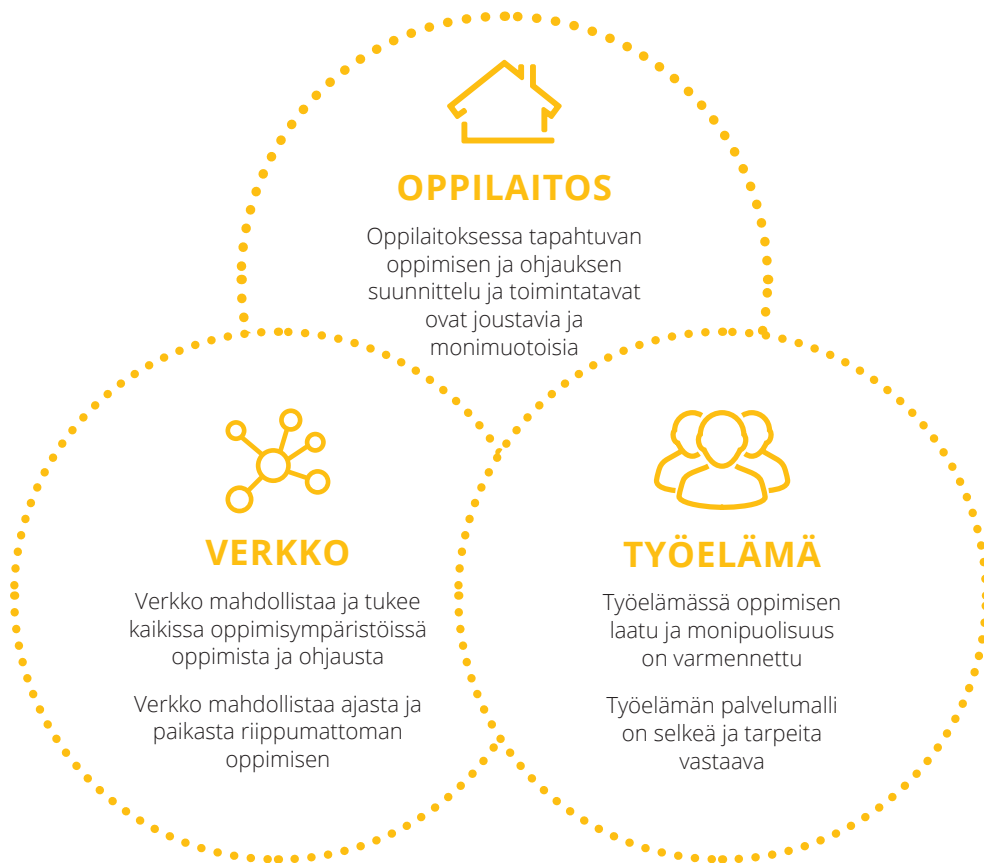 OPPILAITOS
Oppilaitoksessa tapahtuvan
oppimisen ja ohjauksen
suunnittelu ja toimintatavat
ovat joustavia ja
monimuotoisia
VERKKO
Verkko mahdollistaa ja tukee
kaikissa oppimisympäristöissä
oppimista ja ohjausta
Verkko mahdollistaa ajasta ja
paikasta riippumattoman
oppimisen
TYÖELÄMÄ
Työelämässä oppimisen
laatu ja monipuolisuus
on varmennettu
Työelämän palvelumalli
on selkeä ja tarpeita
vastaava